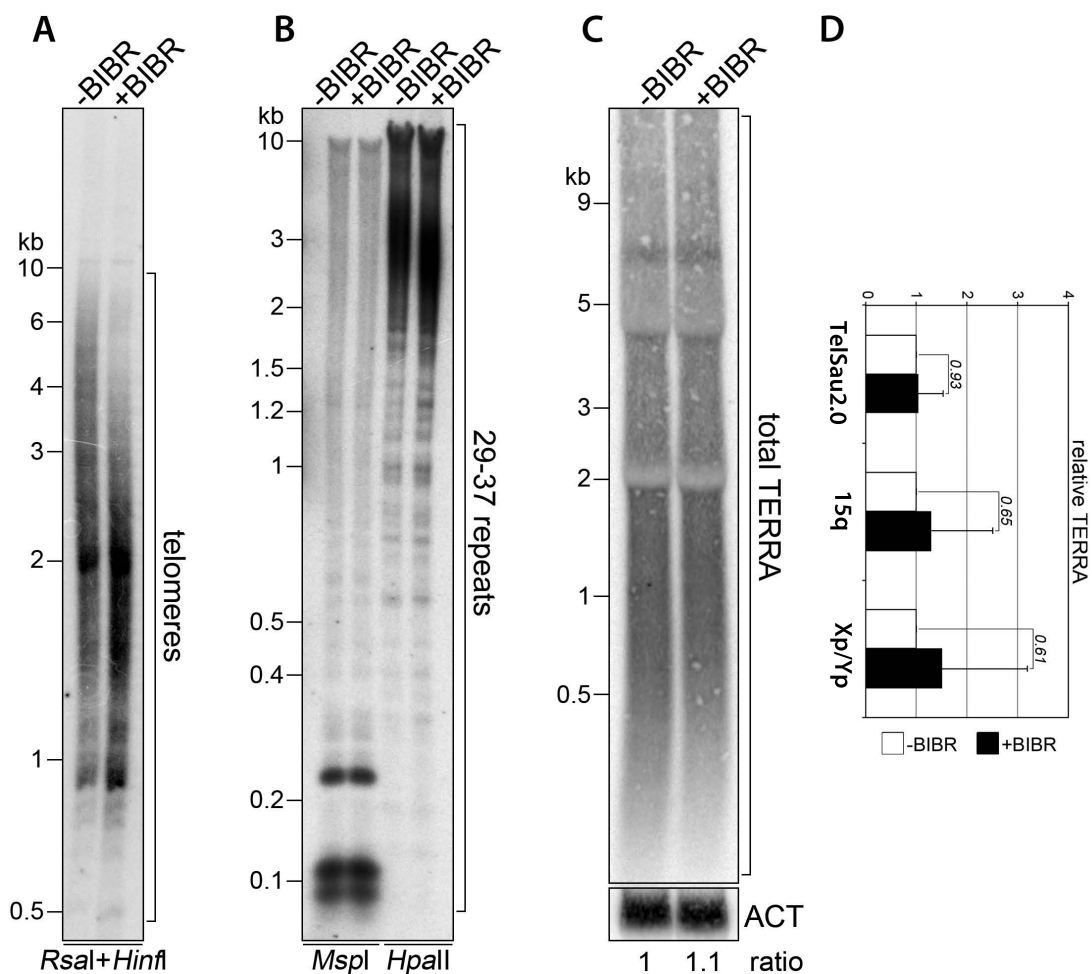 A
-BIBR
+BIBR
kb
10
6
4
3
2
1
0.5
telomeres
RsaI+HinfI
B
-BIBR
+BIBR
-BIBR
+BIBR
kb
10
3
2
1.5
1.2
1
0.5
0.4
0.3
0.2
0.1
29-37 repeats
MspI
HpaII
C
-BIBR
+BIBR
kb
9
5
3
2
1
0.5
total TERRA
ACT
1 1.1 ratio
D
0
1
2
3
4
relative TERRA
0.93
0.65
0.61
TelSau2.0
15q
Xp/Yp
-BIBR
+BIBR